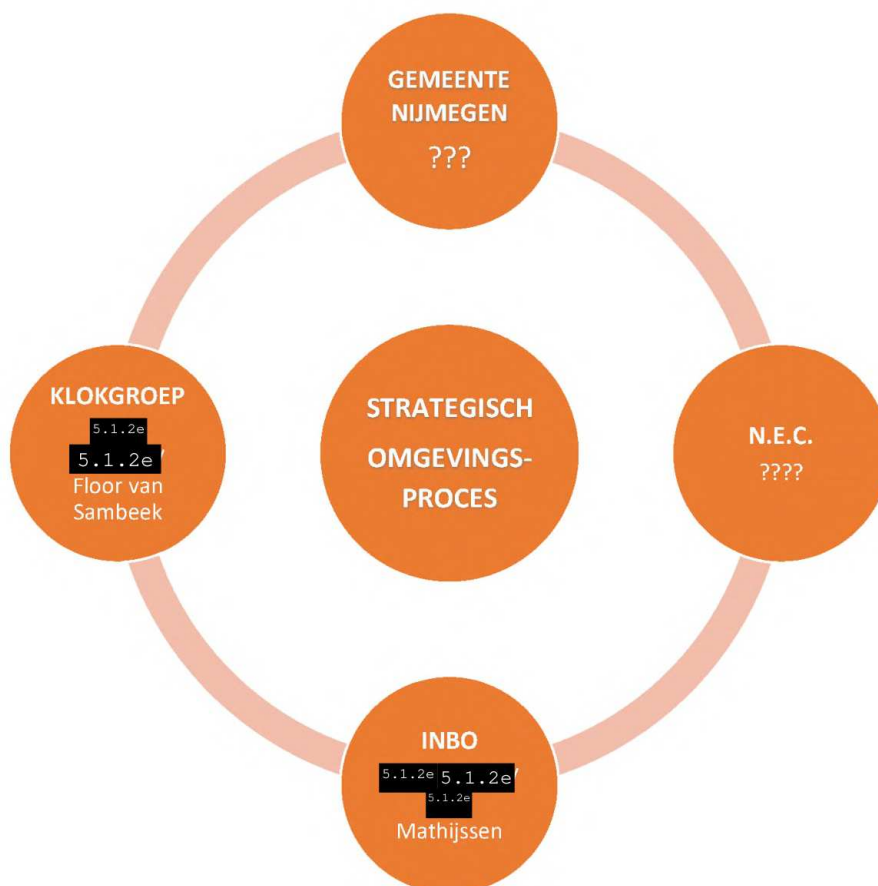 GEMEENTE
NIJMEGEN
???
KLOKGROEP
5.1.2e
5.1.2e/
Floor van
Sambeek
STRATEGISCH
OMGEVINGS-
PROCES
N.E.C.
????
INBO
5.1.2e 5.1.2e/
5.1.2e
Mathijssen